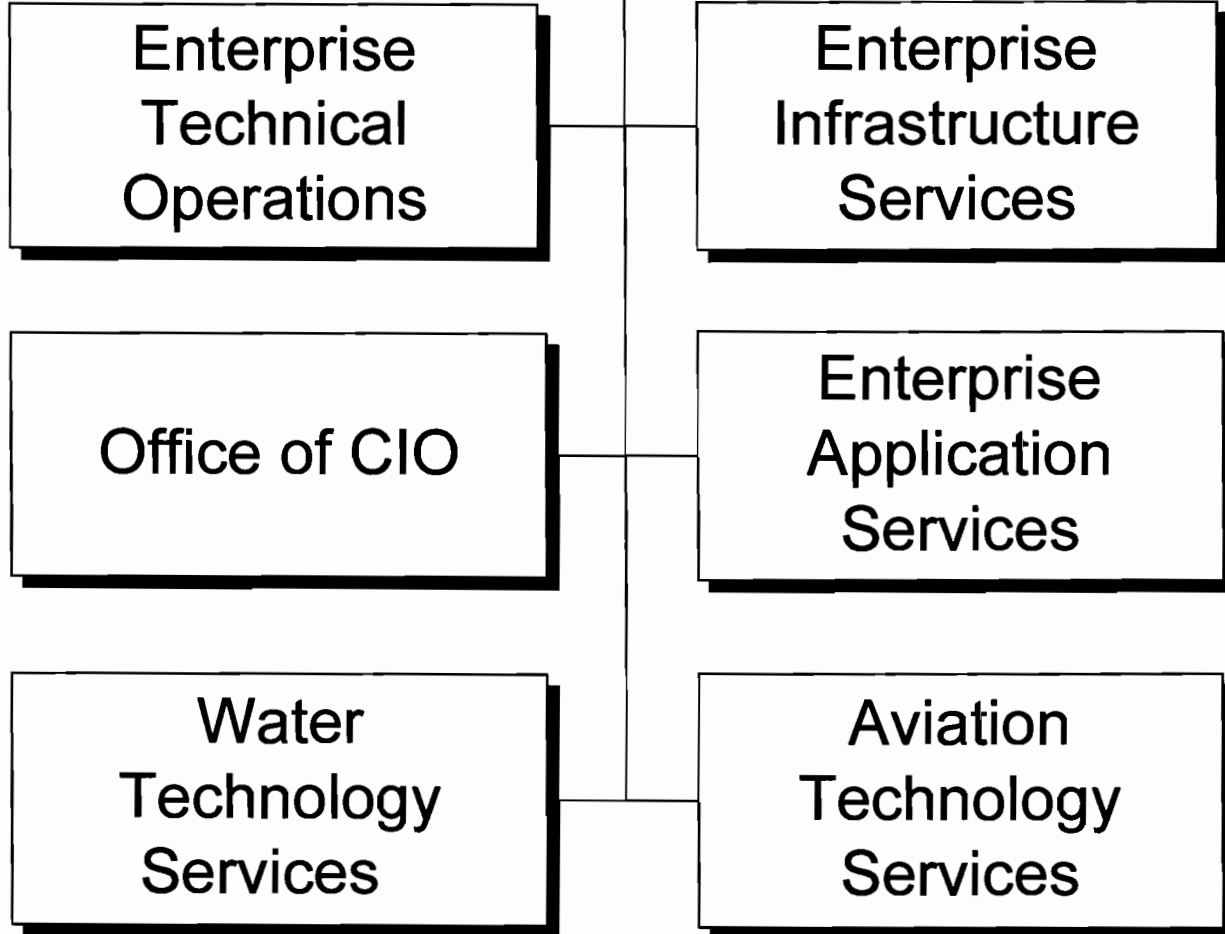 Enterprise
Technical
Operations
Enterprise
Infrastructure
Services
Office of CIO
Enterprise
Application
Services
Water
Technology
Services
Aviation
Technology
Services